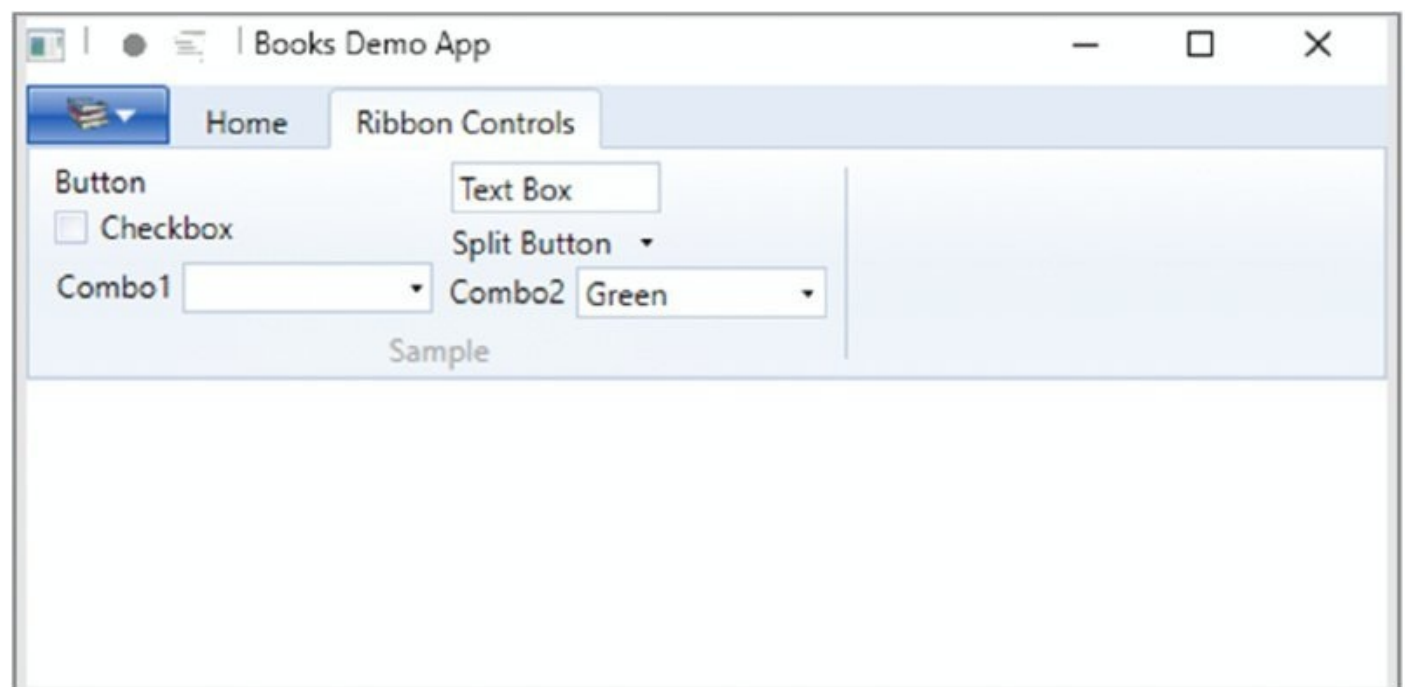 Books Demo App
Home Ribbon Controls
Button Text Box
Checkbox
Split Button
Combo1 Combo2 Green
Sample